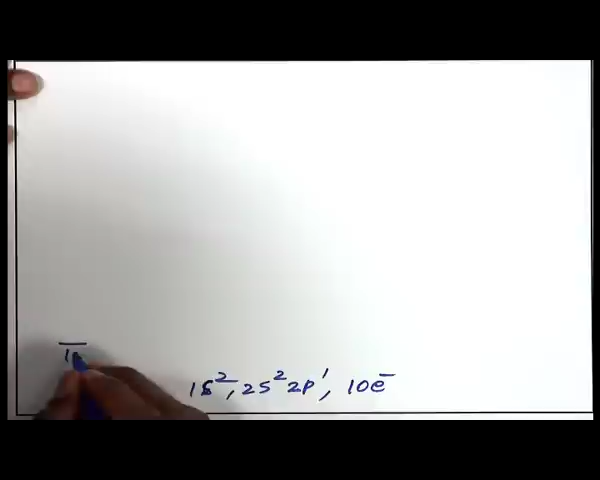 1s², 2s² 2p¹, 10e⁻